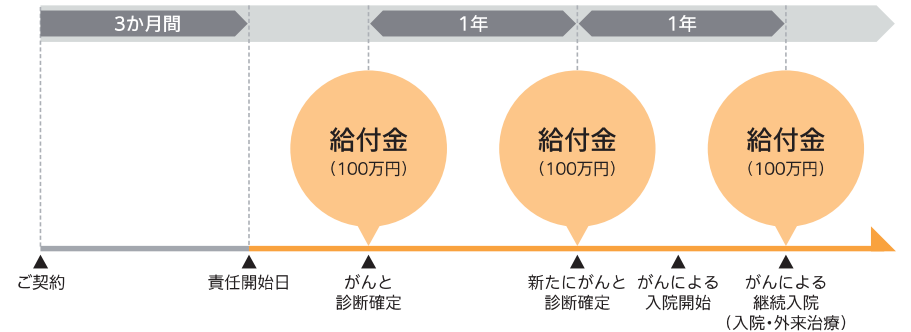 3か月間
1年
1年
給付金
（100万円）
給付金
（100万円）
給付金
（100万円）
ご契約
責任開始日
がんと
診断確定
新たにがんと
診断確定
がんによる
入院開始
がんによる
継続入院
（入院・外来治療）